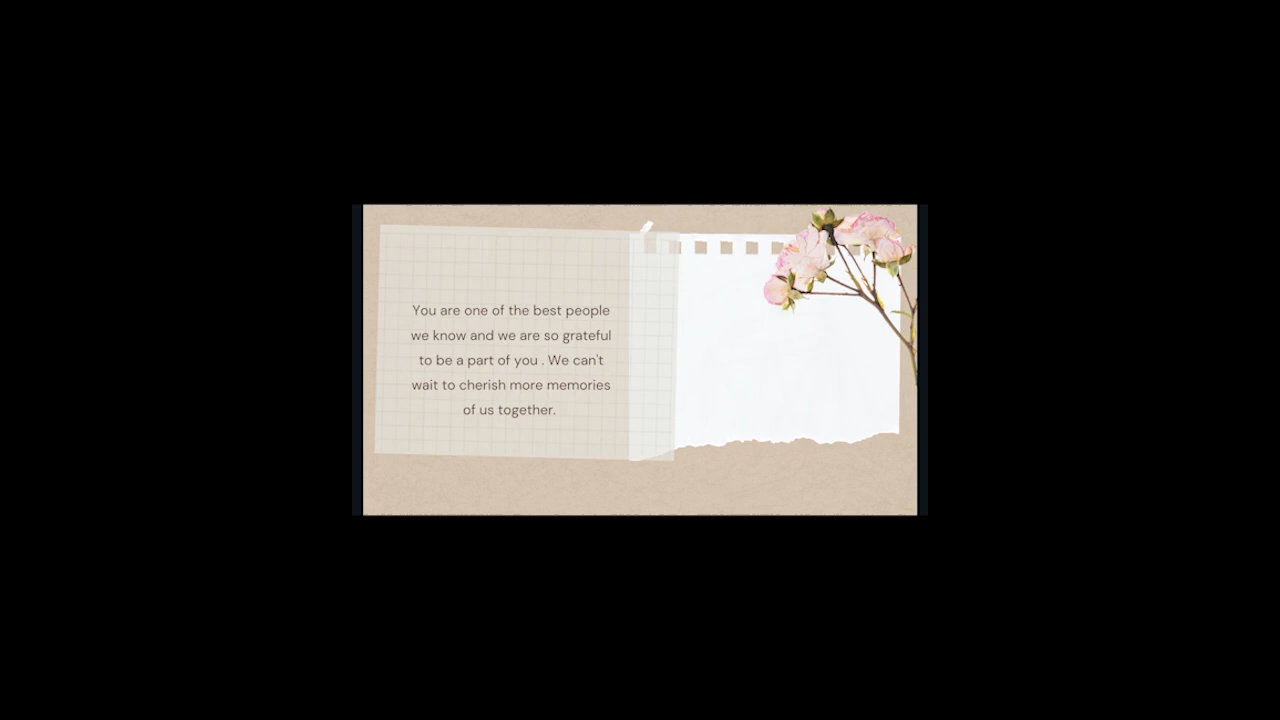 You are one of the best people
we know and we are so grateful
to be a part of you . We can't
wait to cherish more memories
of us together.